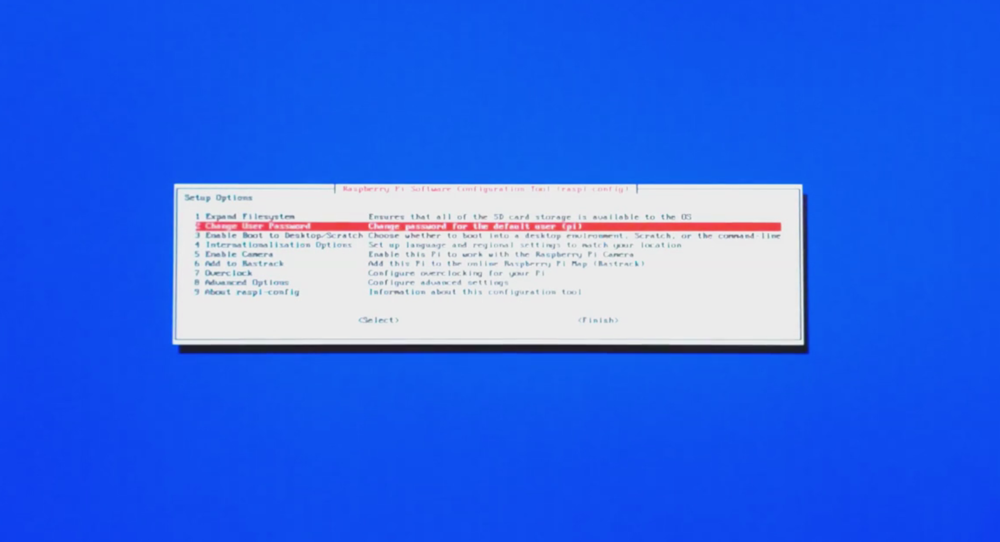 Raspberry Pi Software Configuration Tool (raspi-config)
Setup Options
1 Expand Filesystem Ensures that all of the SD card storage is available to the OS
2 Change User Password Change password for the default user (pi)
3 Enable Boot to Desktop/Scratch Choose whether to boot into a desktop environment, Scratch, or the command-line
4 Internationalisation Options Set up language and regional settings to match your location
5 Enable Camera Enable this Pi to work with the Raspberry Pi Camera
6 Add to Rastrack Add this Pi to the online Raspberry Pi Map (Rastrack)
7 Overclock Configure overclocking for your Pi
8 Advanced Options Configure advanced settings
9 About raspi-config Information about this configuration tool
<Select> <Finish>